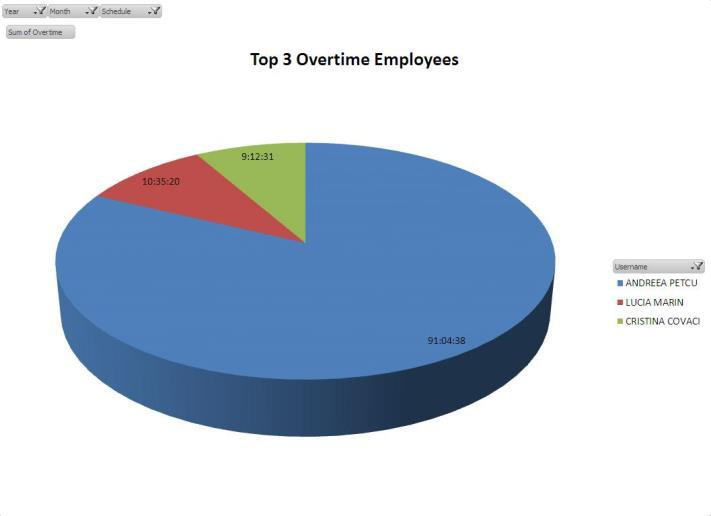 Year Month Schedule
Sum of Overtime
Top 3 Overtime Employees
9:12:31
10:35:20
91:04:38
Username
ANDREEA PETCU
LUCIA MARIN
CRISTINA COVACI